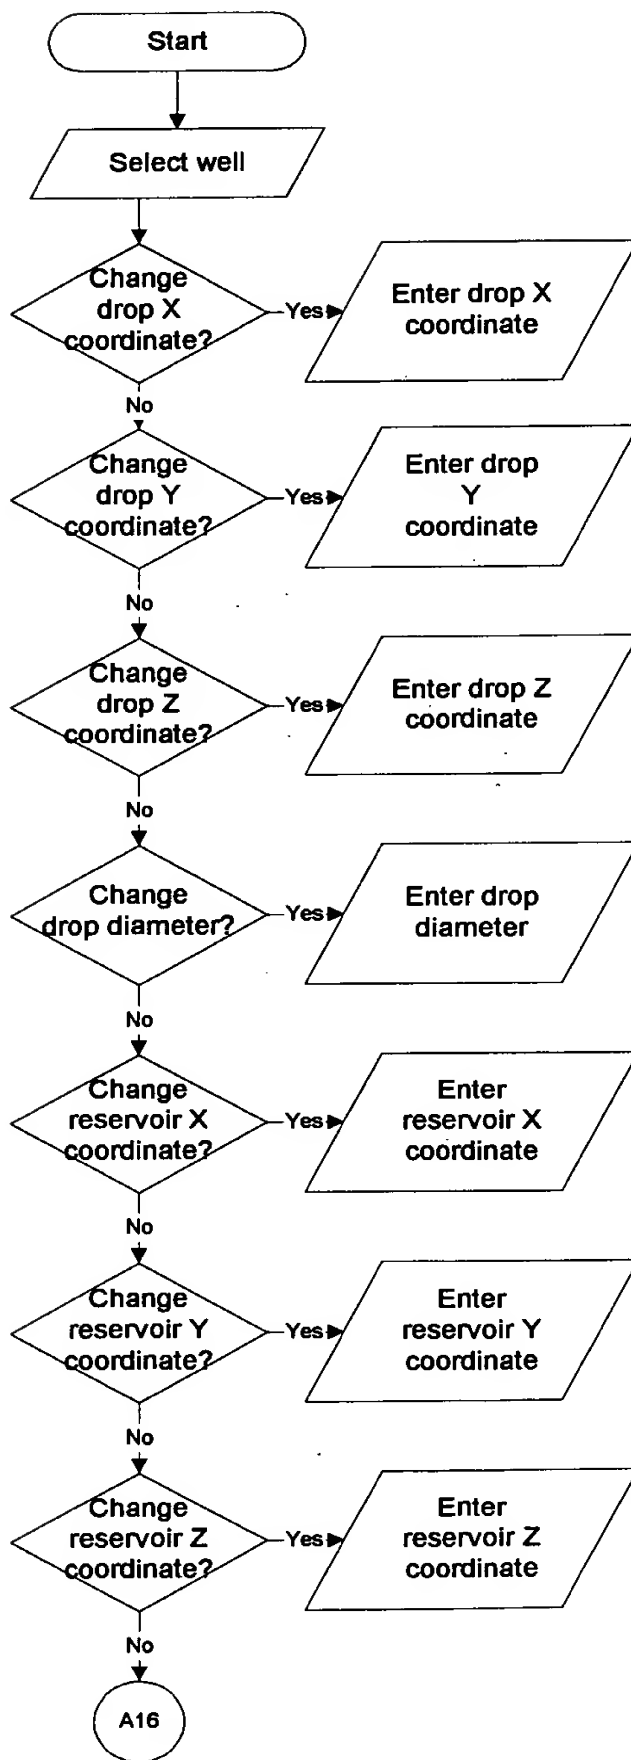 Start
Select well
Change
drop X
coordinate?
Yes
Enter drop X
coordinate
No
Change
drop Y
coordinate?
Yes
Enter drop
Y
coordinate
No
Change
drop Z
coordinate?
Yes
Enter drop Z
coordinate
No
Change
drop diameter?
Yes
Enter drop
diameter
No
Change
reservoir X
coordinate?
Yes
Enter
reservoir X
coordinate
No
Change
reservoir Y
coordinate?
Yes
Enter
reservoir Y
coordinate
No
Change
reservoir Z
coordinate?
Yes
Enter
reservoir Z
coordinate
No
A16